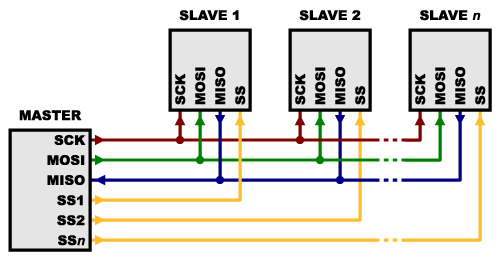 SLAVE 1
SLAVE 2
SLAVE n
SCK
MOSI
MISO
SS
SCK
MOSI
MISO
SS
SCK
MOSI
MISO
SS
MASTER
SCK
MOSI
MISO
SS1
SS2
SSn